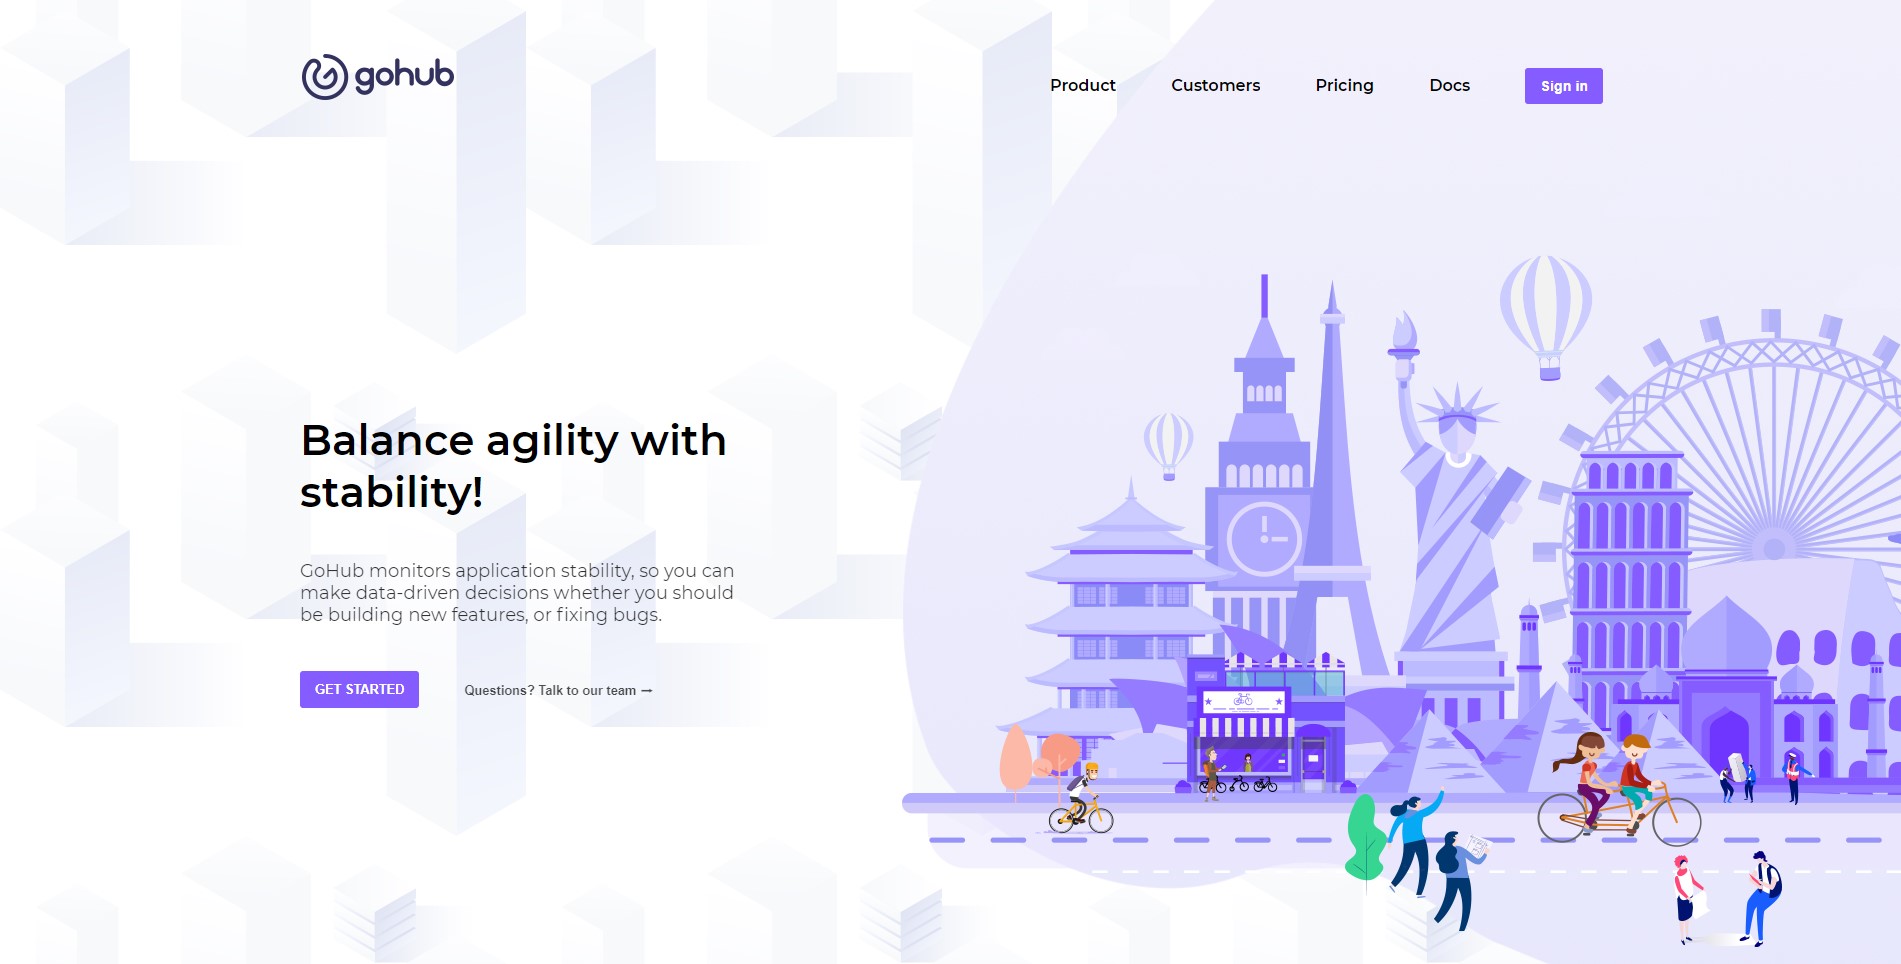 gohub
Product
Customers
Pricing
Docs
Sign in
Balance agility with
stability!
GoHub monitors application stability, so you can
make data-driven decisions whether you should
be building new features, or fixing bugs.
GET STARTED
Questions? Talk to our team →